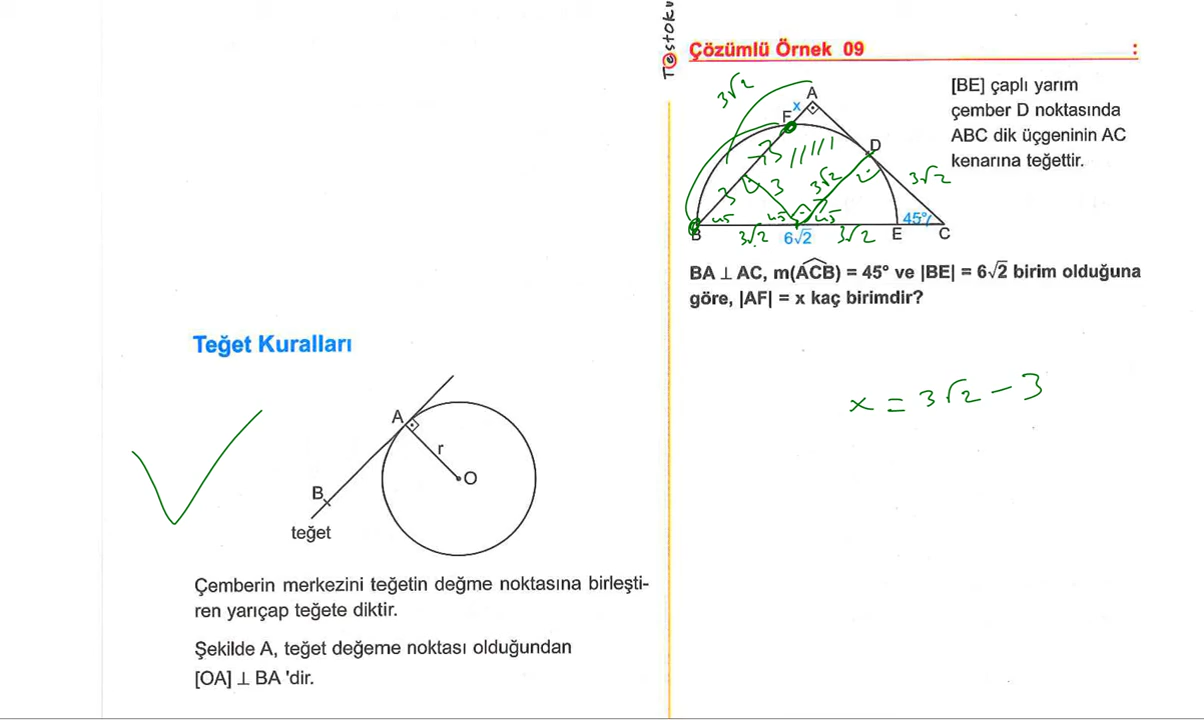 Teğet Kuralları
A
r
O
B
teğet
Çemberin merkezini teğetin değme noktasına birleşti-
ren yarıçap teğete diktir.
Şekilde A, teğet değeme noktası olduğundan
[OA] ⊥ BA 'dir.
Testoku
Çözümlü Örnek 09 :
3√2
A
x
F
D
3
3
3
3√2
3√2
45
45
45
45°
B
3√2
6√2
3√2
E
C
[BE] çaplı yarım
çember D noktasında
ABC dik üçgeninin AC
kenarına teğettir.
BA ⊥ AC, m(ACB) = 45° ve |BE| = 6√2 birim olduğuna
göre, |AF| = x kaç birimdir?
x = 3√2 − 3